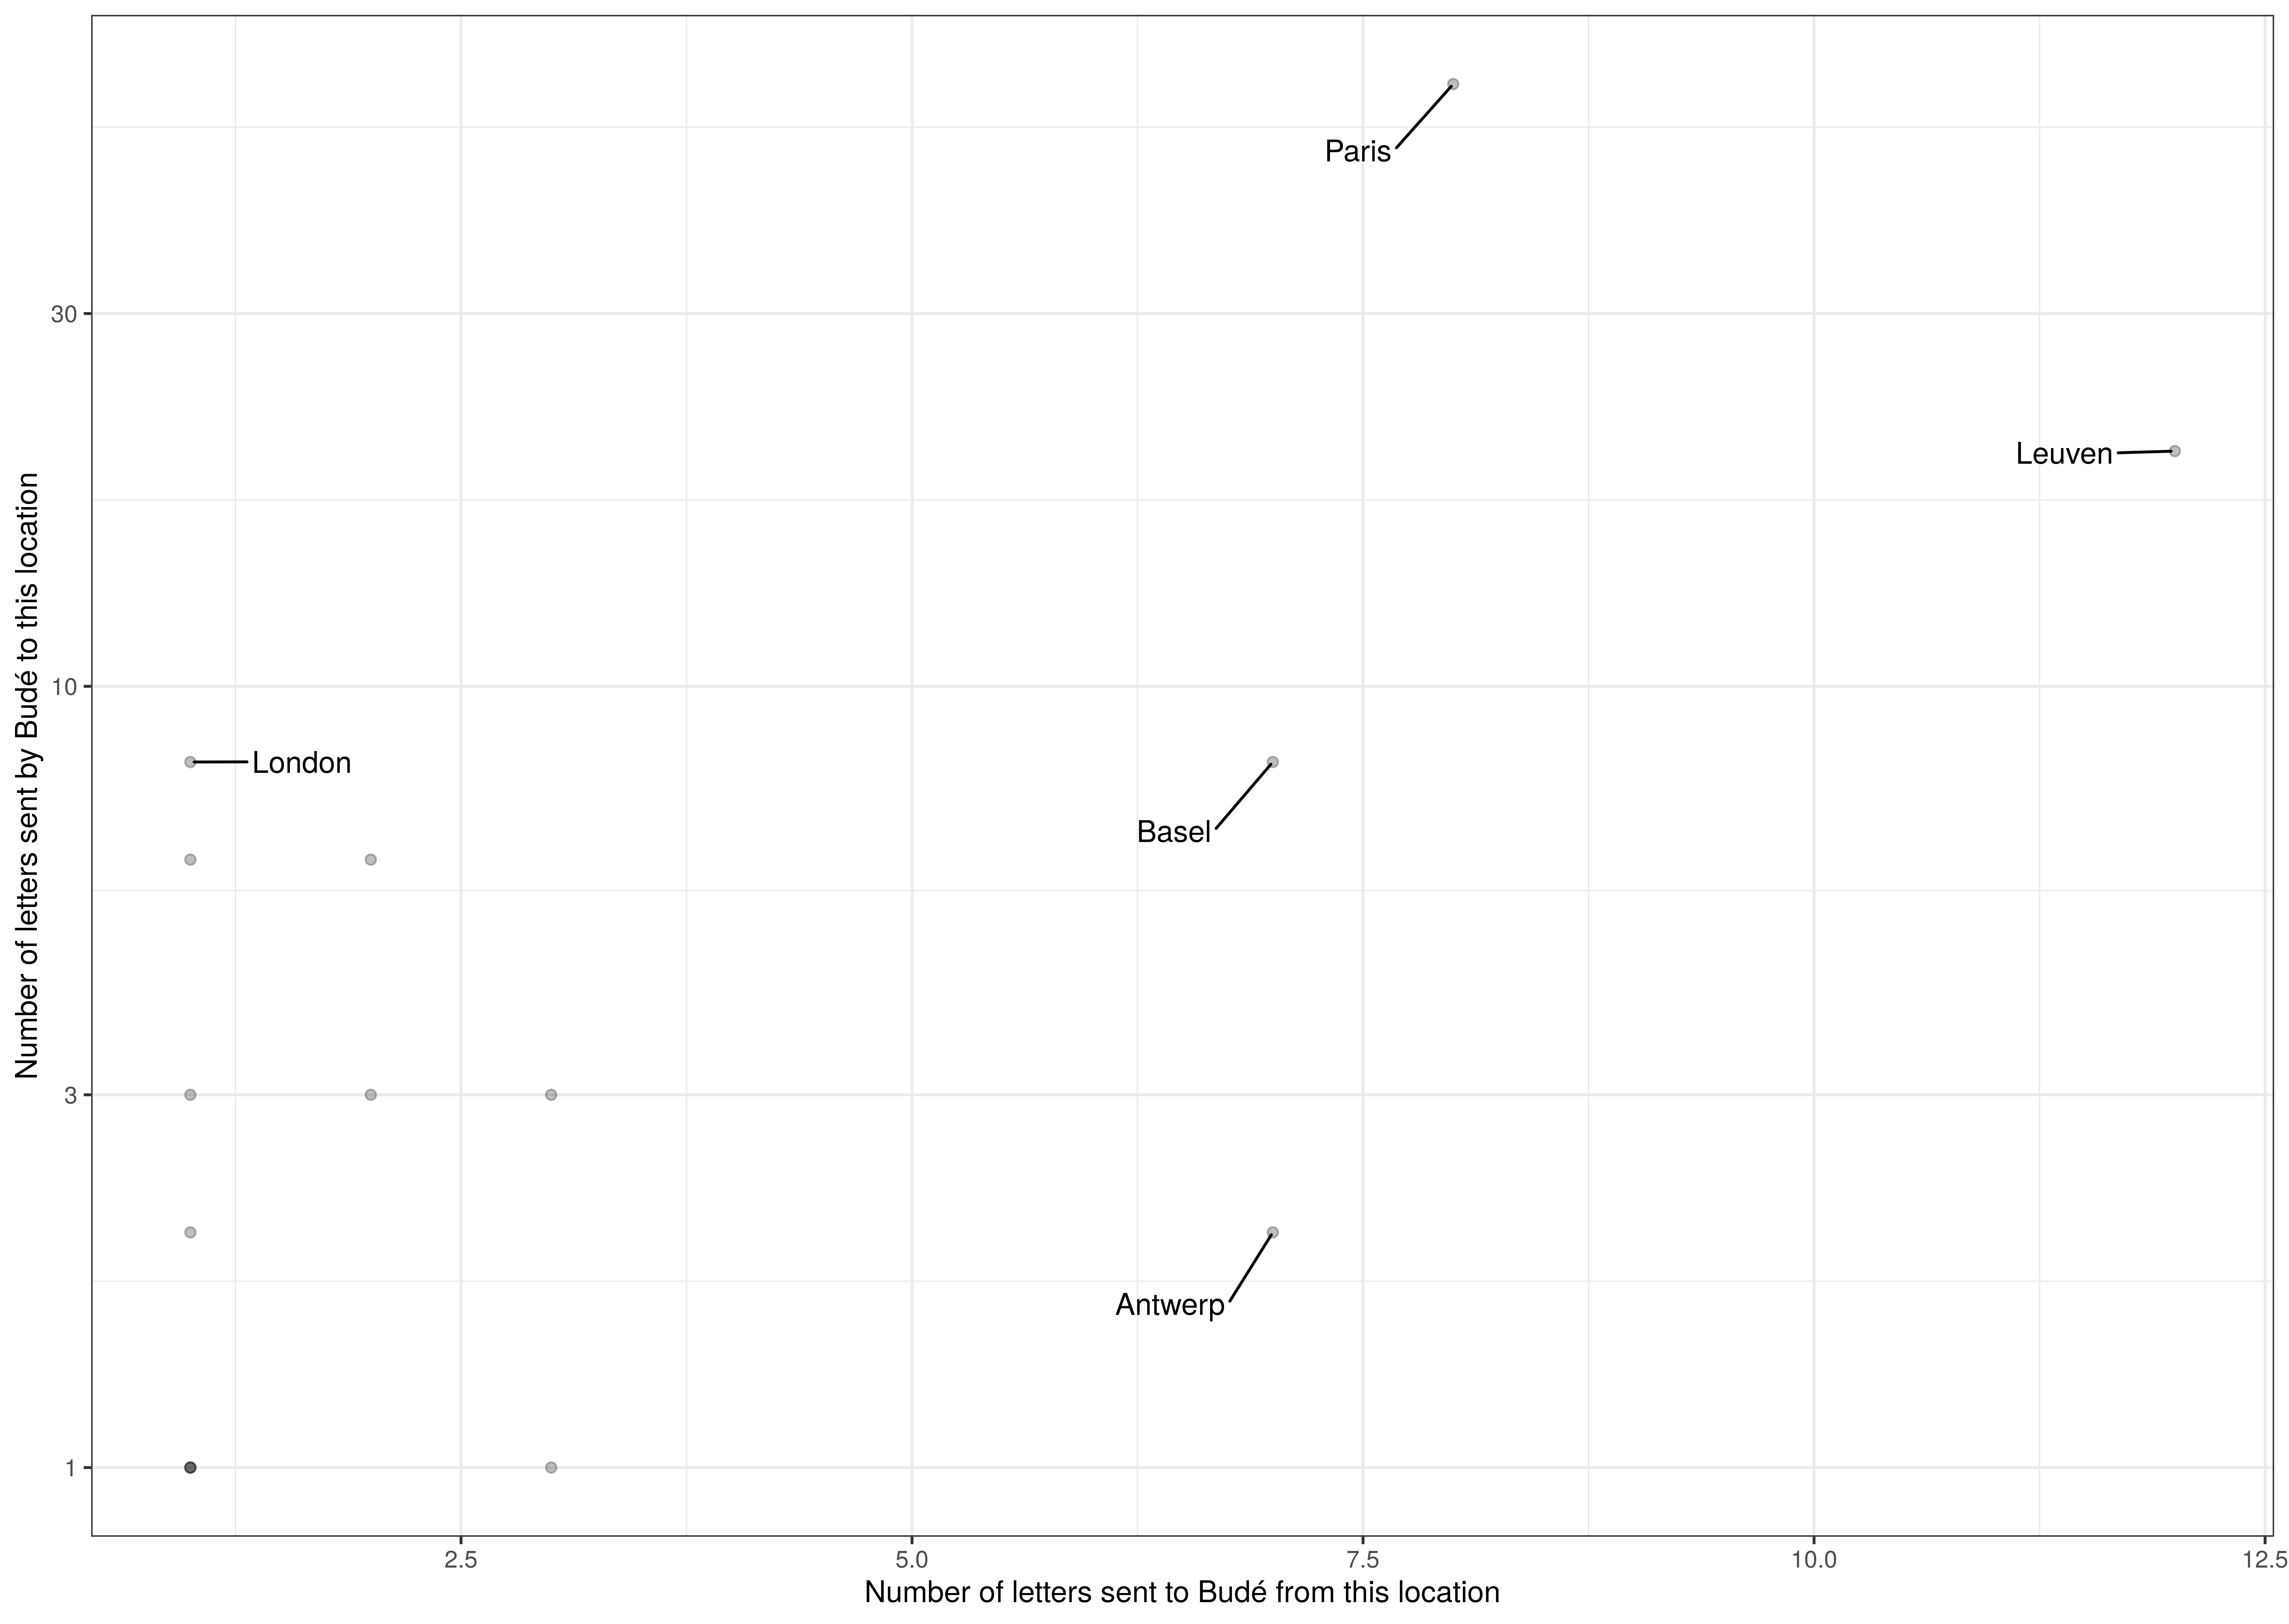 Paris
30
Leuven
10
London
Basel
3
Antwerp
1
2.5
5.0
7.5
10.0
12.5
Number of letters sent to Budé from this location
Number of letters sent by Budé to this location